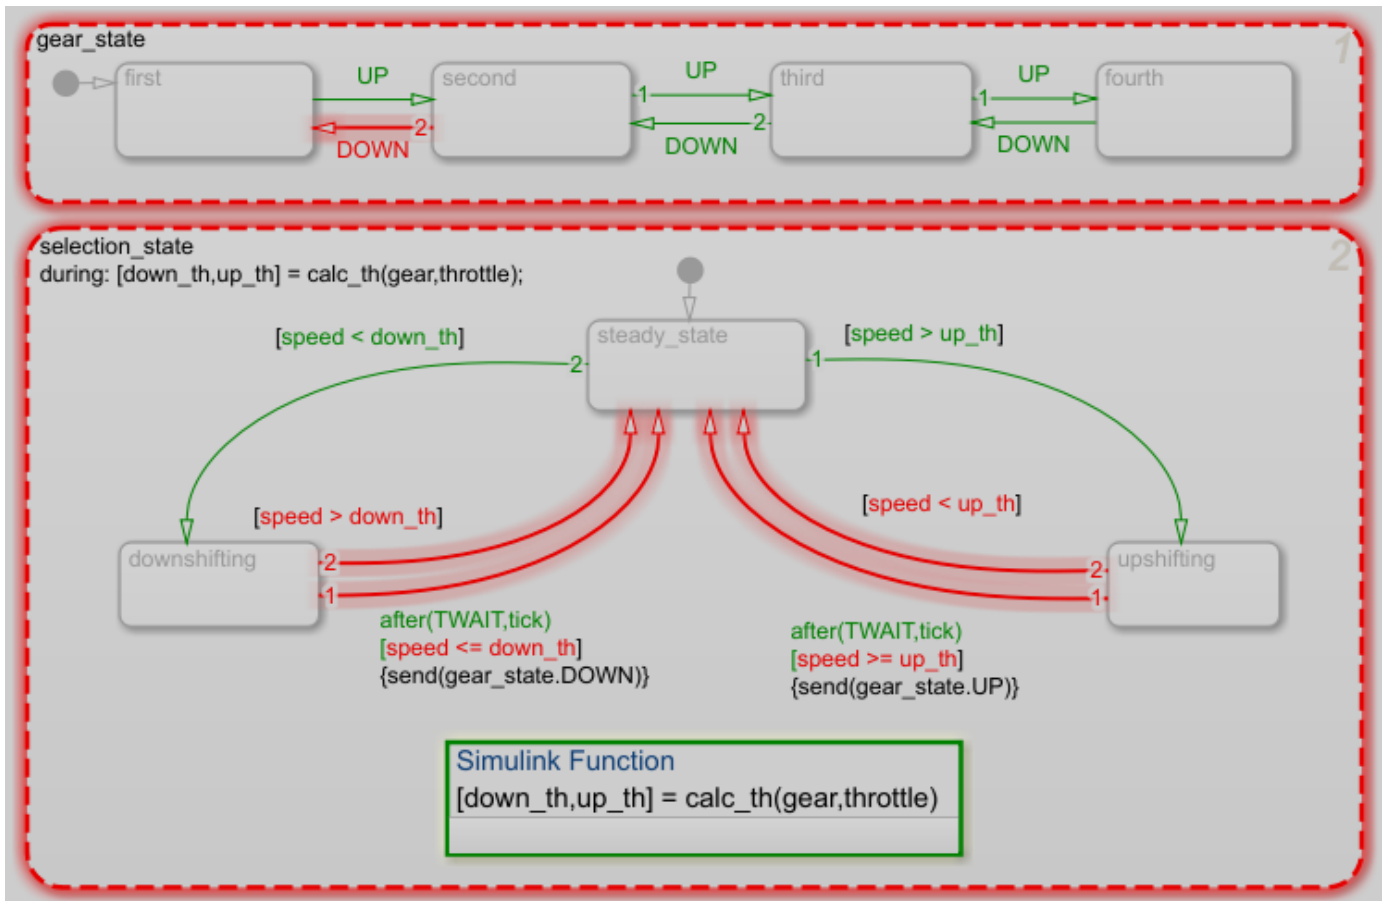 gear_state
1
first
UP
second
1
UP
third
1
UP
fourth
2
DOWN
2
DOWN
DOWN
selection_state
2
during: [down_th,up_th] = calc_th(gear,throttle);
[speed < down_th]
steady_state
[speed > up_th]
2
1
[speed > down_th]
[speed < up_th]
downshifting
2
1
2
1
upshifting
after(TWAIT,tick)
[speed <= down_th]
{send(gear_state.DOWN)}
after(TWAIT,tick)
[speed >= up_th]
{send(gear_state.UP)}
Simulink Function
[down_th,up_th] = calc_th(gear,throttle)